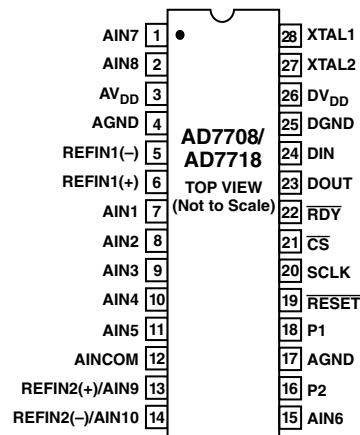 AIN7 1
AIN8 2
AVDD 3
AGND 4
REFIN1(–) 5
REFIN1(+) 6
AIN1 7
AIN2 8
AIN3 9
AIN4 10
AIN5 11
AINCOM 12
REFIN2(+)/AIN9 13
REFIN2(–)/AIN10 14
AD7708/
AD7718
TOP VIEW
(Not to Scale)
28 XTAL1
27 XTAL2
26 DVDD
25 DGND
24 DIN
23 DOUT
22 R̅D̅Y̅
21 C̅S̅
20 SCLK
19 R̅E̅S̅E̅T̅
18 P1
17 AGND
16 P2
15 AIN6